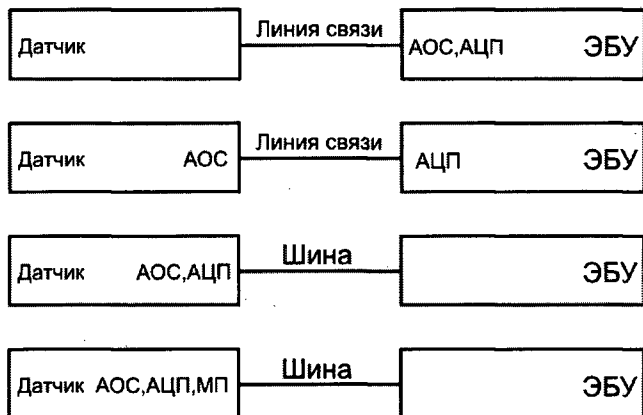 Датчик Линия связи АОС,АЦП ЭБУ
Датчик АОС Линия связи АЦП ЭБУ
Датчик АОС,АЦП Шина ЭБУ
Датчик АОС,АЦП,МП Шина ЭБУ